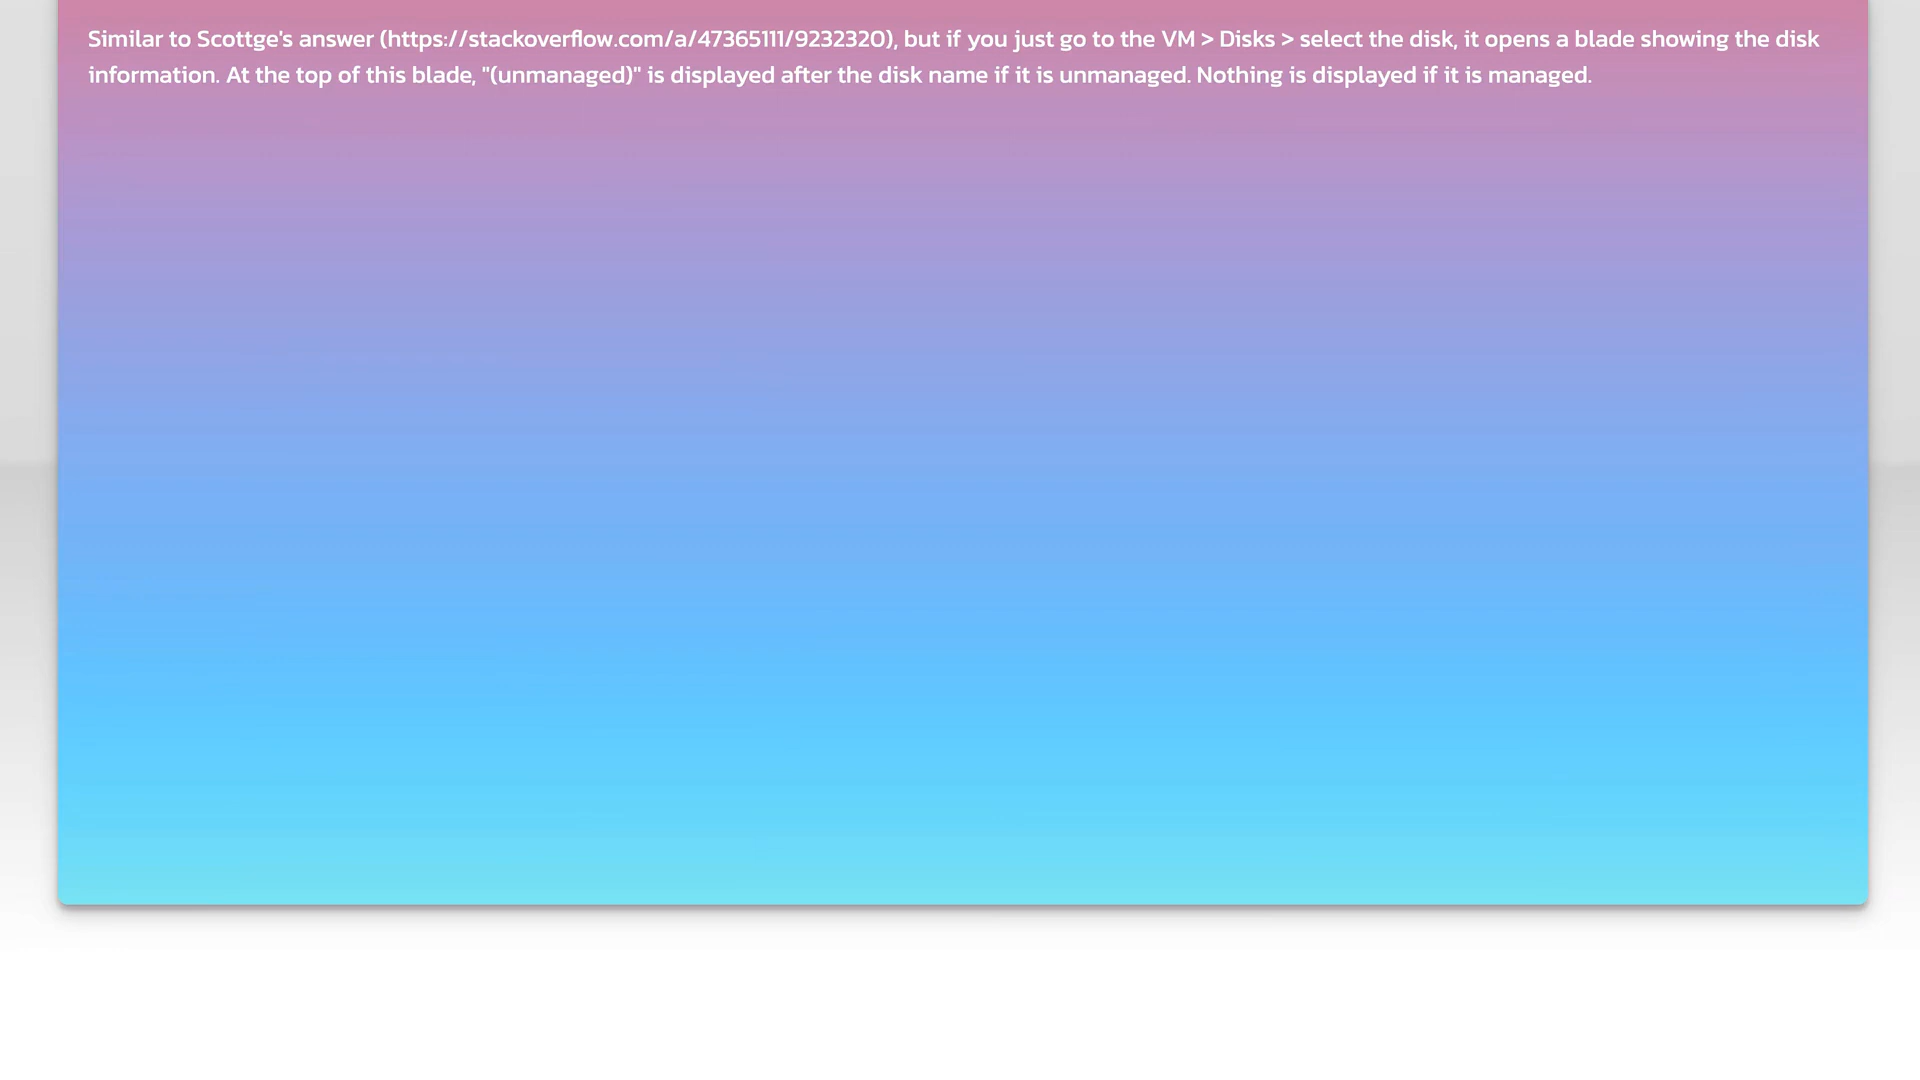 Similar to Scottge's answer (https://stackoverflow.com/a/47365111/9232320), but if you just go to the VM > Disks > select the disk, it opens a blade showing the disk
information. At the top of this blade, "(unmanaged)" is displayed after the disk name if it is unmanaged. Nothing is displayed if it is managed.